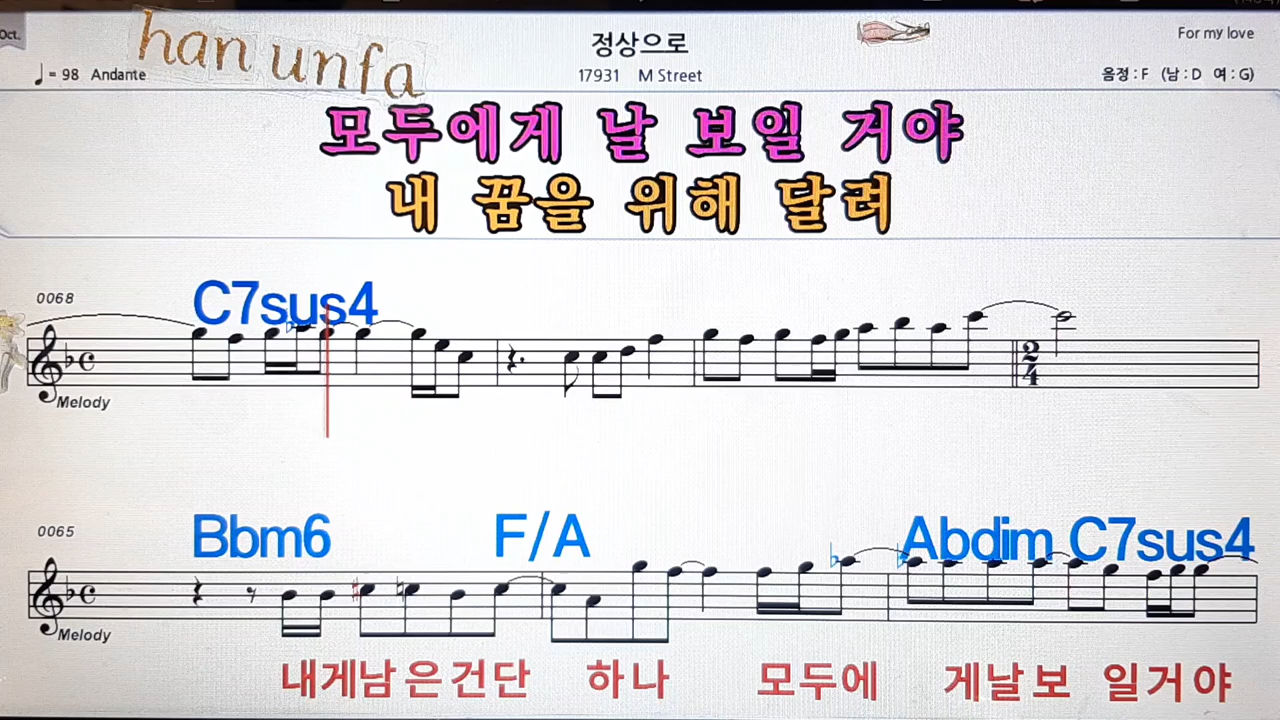 Oct.
han unfa
정상으로
For my love
♩ = 98 Andante
17931 M Street
음정 : F (남 : D 여 : G)
모두에게 날 보일 거야
내 꿈을 위해 달려
0068
C7sus4
2
4
Melody
0065
Bbm6 F/A Abdim C7sus4
Melody
내게남은건단 하나 모두에 게날보 일거야